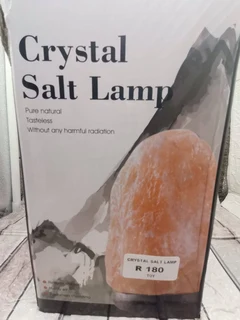 Crystal
Salt Lamp
Pure natural
Tasteless
Without any harmful radiation
CRYSTAL SALT LAMP
R 180